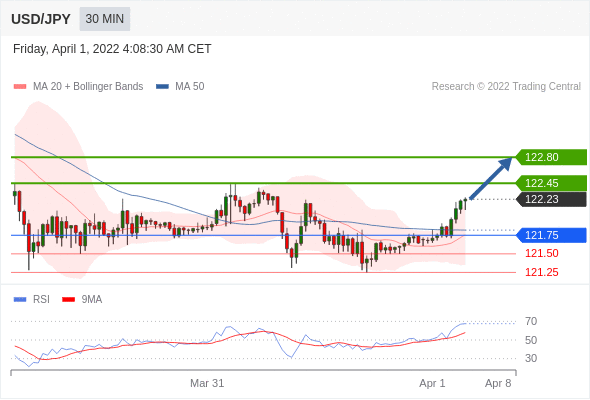 USD/JPY 30 MIN
Friday, April 1, 2022 4:08:30 AM CET
MA 20 + Bollinger Bands MA 50 Research © 2022 Trading Central
122.80
122.45
122.23
121.75
121.50
121.25
RSI 9MA
70
50
30
Mar 31 Apr 1 Apr 8